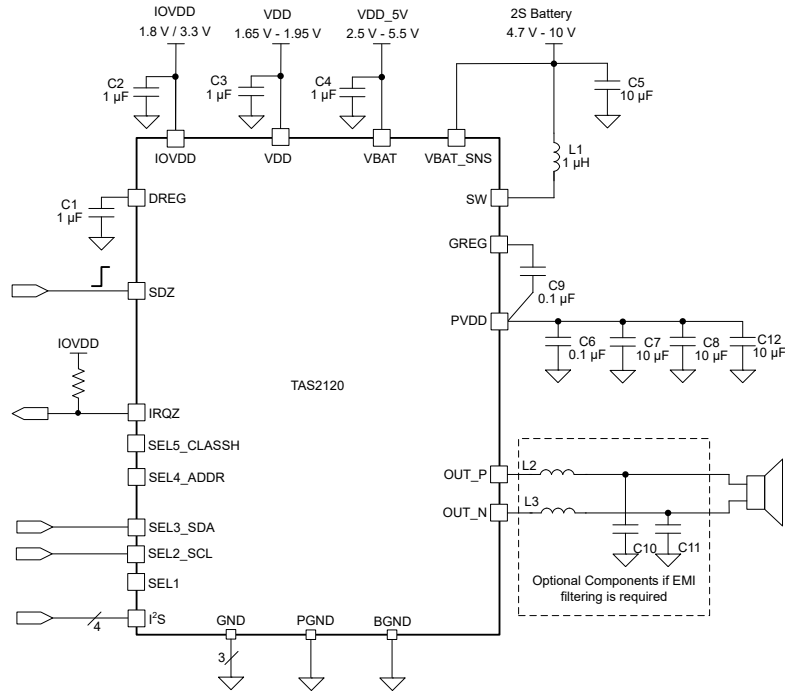 IOVDD
1.8 V / 3.3 V
VDD
1.65 V - 1.95 V
VDD_5V
2.5 V - 5.5 V
2S Battery
4.7 V - 10 V
C2
1 µF
C3
1 µF
C4
1 µF
C5
10 µF
L1
1 µH
IOVDD
VDD
VBAT
VBAT_SNS
DREG
C1
1 µF
SW
GREG
C9
0.1 µF
SDZ
PVDD
C6
0.1 µF
C7
10 µF
C8
10 µF
C12
10 µF
IOVDD
TAS2120
IRQZ
SEL5_CLASSH
SEL4_ADDR
OUT_P
L2
OUT_N
L3
SEL3_SDA
SEL2_SCL
SEL1
C10
C11
Optional Components if EMI
filtering is required
I²S
4
GND
PGND
BGND
3